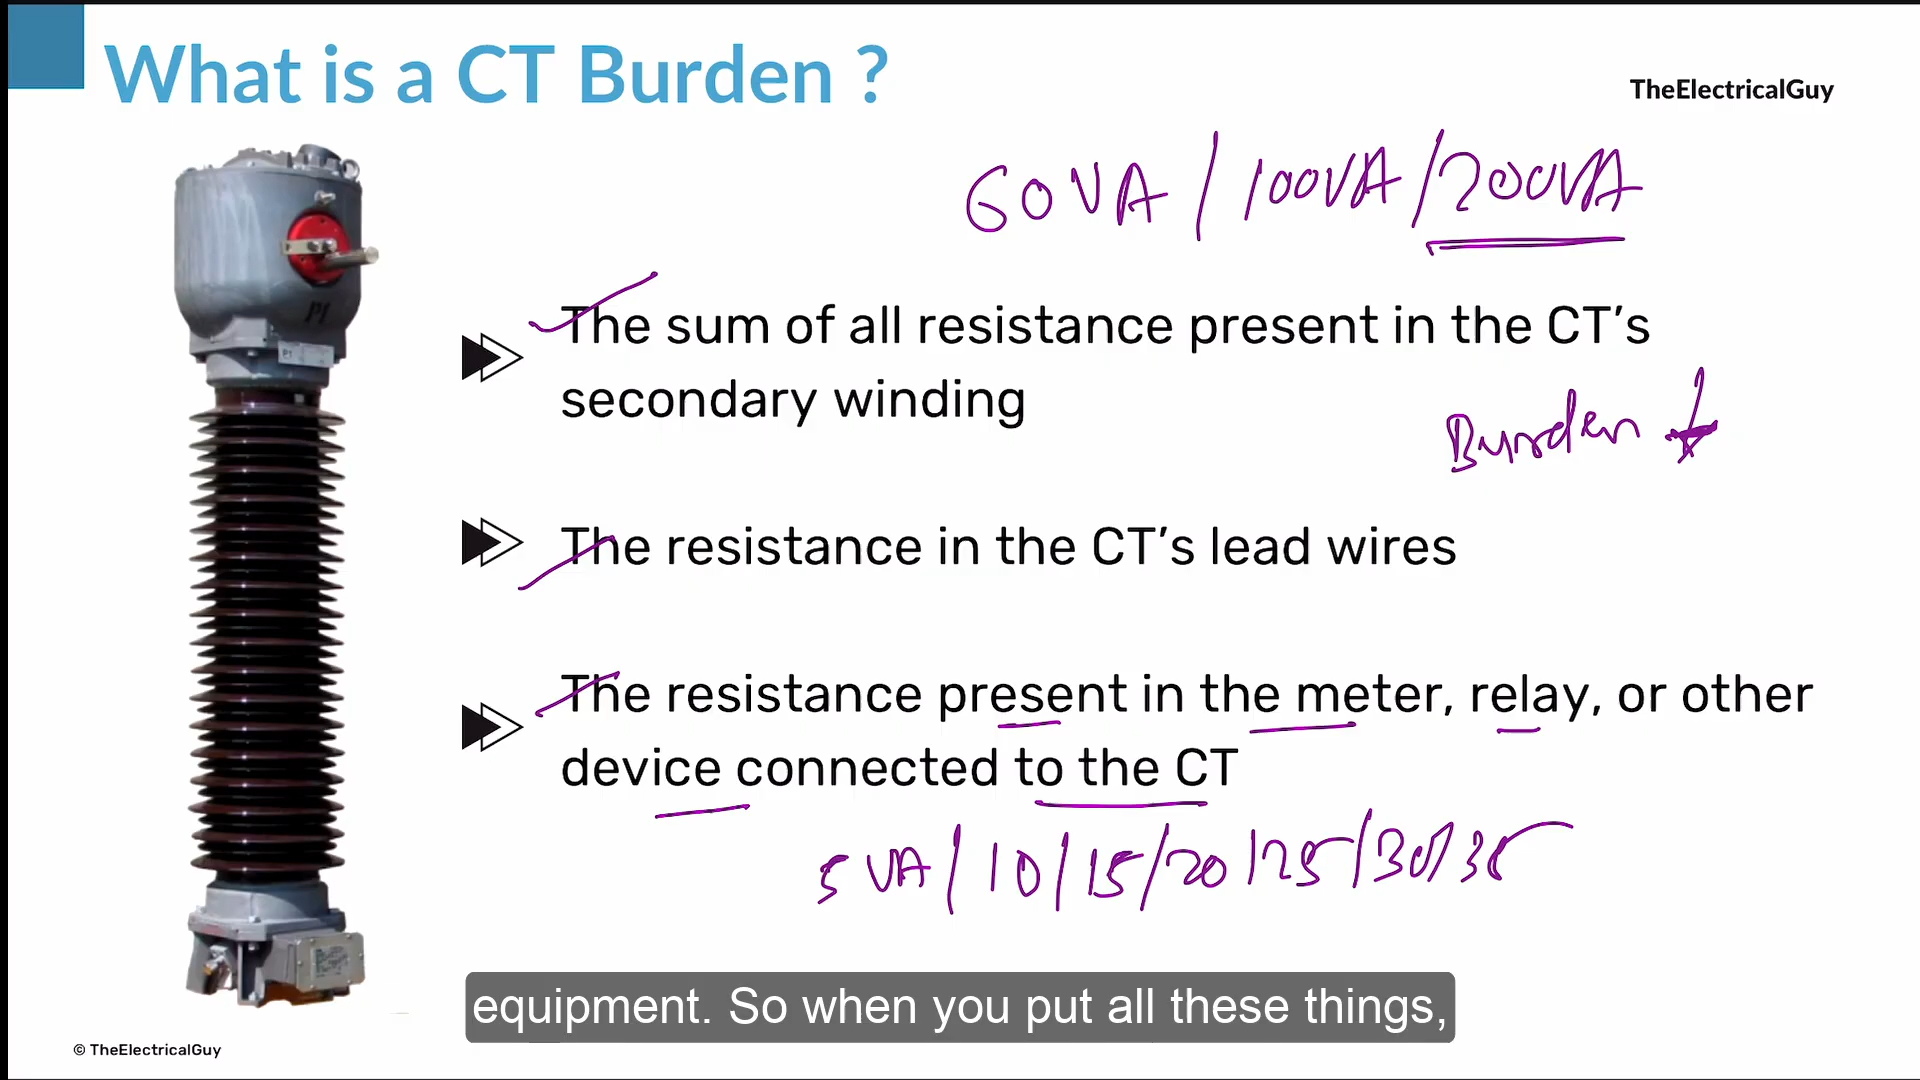 What is a CT Burden ?
TheElectricalGuy
60VA / 100VA / 200VA
The sum of all resistance present in the CT’s
secondary winding
Burden ↓
The resistance in the CT’s lead wires
The resistance present in the meter, relay, or other
device connected to the CT
5 VA / 10 / 15 / 20 / 25 / 30 / 35
equipment. So when you put all these things,
© TheElectricalGuy